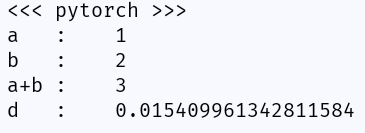 <<< pytorch >>>
a   :    1
b   :    2
a+b :    3
d   :    0.015409961342811584